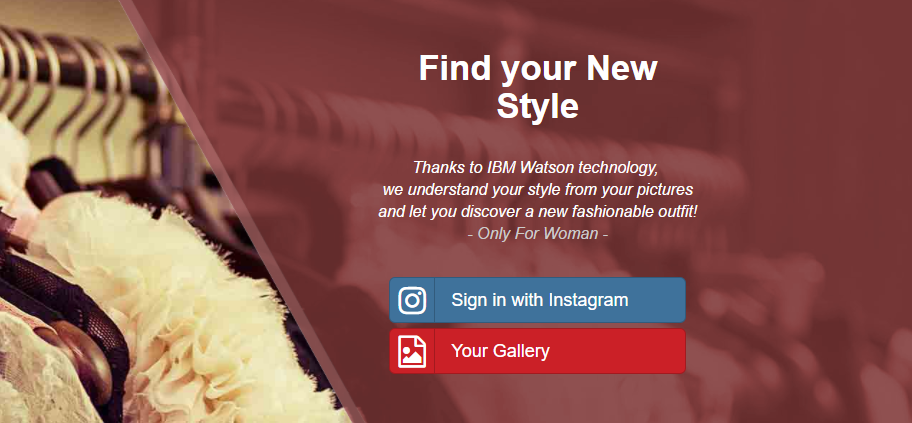 Find your New
Style
Thanks to IBM Watson technology,
we understand your style from your pictures
and let you discover a new fashionable outfit!
- Only For Woman -
Sign in with Instagram
Your Gallery